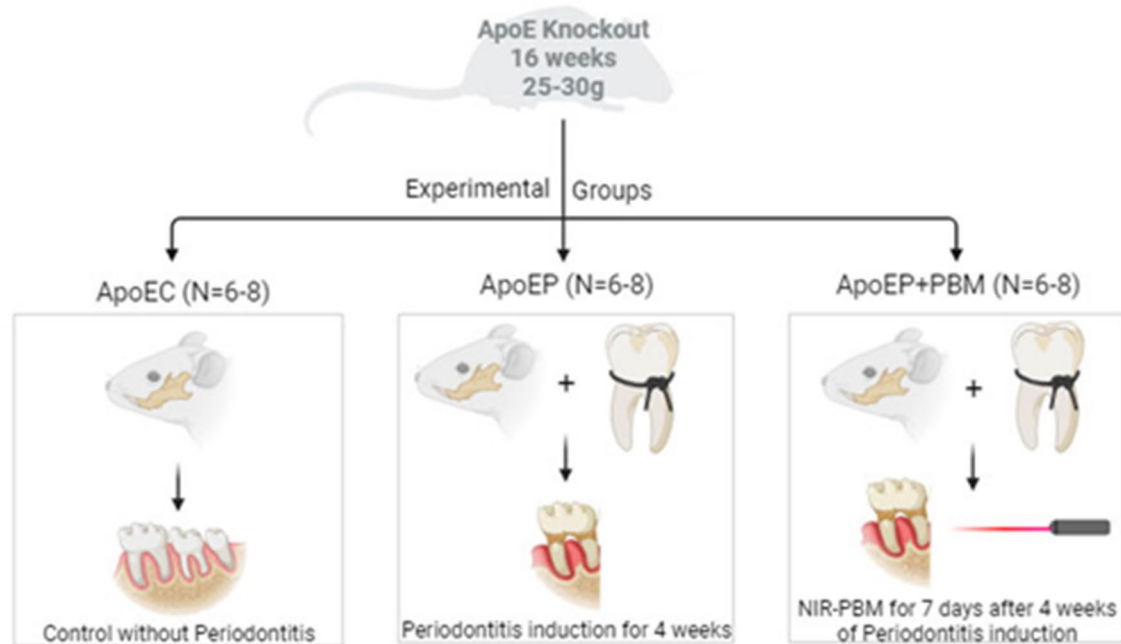 ApoE Knockout
16 weeks
25-30g
Experimental Groups
ApoEC (N=6-8)
ApoEP (N=6-8)
ApoEP+PBM (N=6-8)
+
+
Control without Periodontitis
Periodontitis induction for 4 weeks
NIR-PBM for 7 days after 4 weeks
of Periodontitis induction